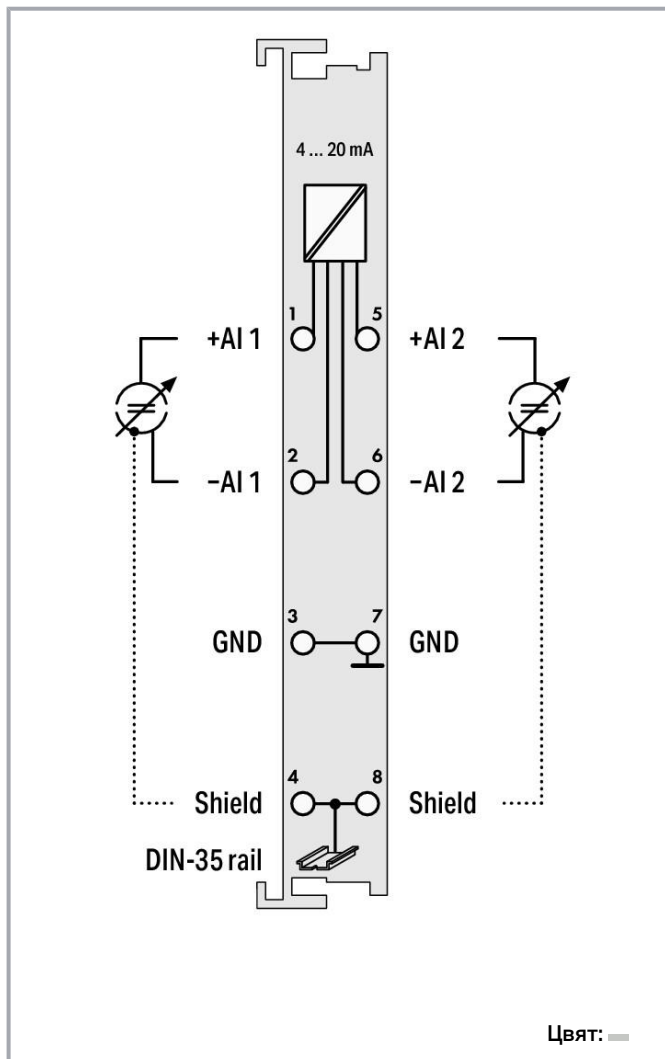 4 ... 20 mA
1 5
+AI 1 +AI 2
2 6
−AI 1 −AI 2
3 7
GND GND
4 8
Shield Shield
DIN-35 rail
Цвят: